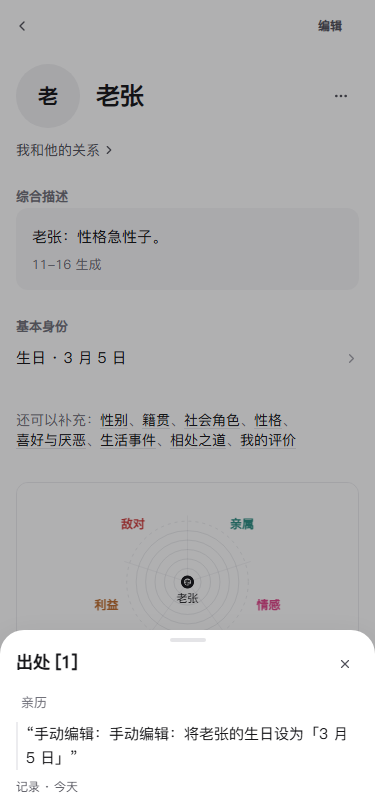 编辑
老
老张
我和他的关系
综合描述
老张：性格急性子。
11-16 生成
基本身份
生日 · 3 月 5 日
还可以补充：性别、籍贯、社会角色、性格、
喜好与厌恶、生活事件、相处之道、我的评价
敌对
亲属
老张
利益
情感
出处 [1]
亲历
“手动编辑：手动编辑：将老张的生日设为「3 月
5 日」”
记录 · 今天